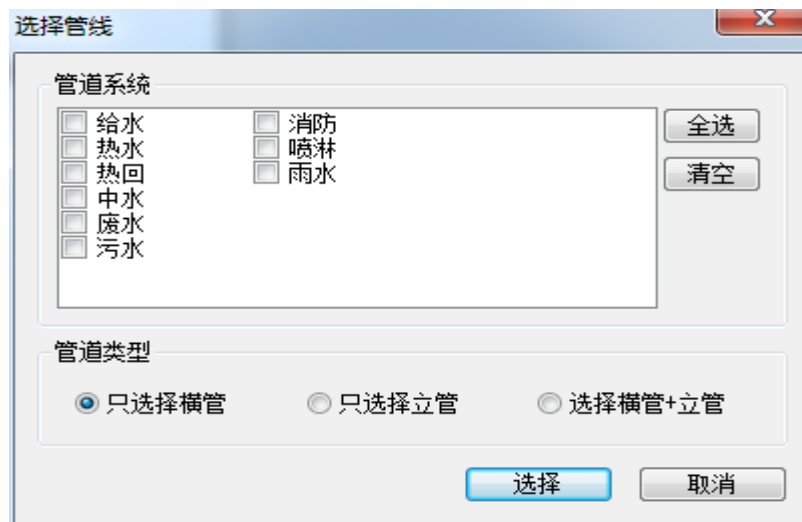 选择管线
管道系统
给水 消防 全选
热水 喷淋
热回 雨水 清空
中水
废水
污水
管道类型
只选择横管 只选择立管 选择横管+立管
选择 取消